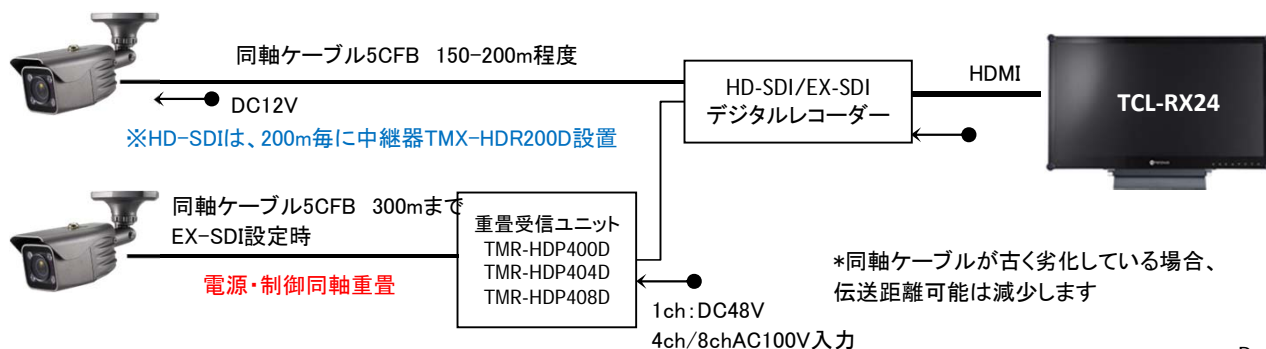 同軸ケーブル5CFB 150-200m程度
DC12V
※HD-SDIは、200m毎に中継器TMX-HDR200D設置
HD-SDI/EX-SDI
デジタルレコーダー
HDMI
TCL-RX24
同軸ケーブル5CFB 300mまで
EX-SDI設定時
電源・制御同軸重畳
重畳受信ユニット
TMR-HDP400D
TMR-HDP404D
TMR-HDP408D
1ch:DC48V
4ch/8chAC100V入力
*同軸ケーブルが古く劣化している場合、
伝送距離可能は減少します